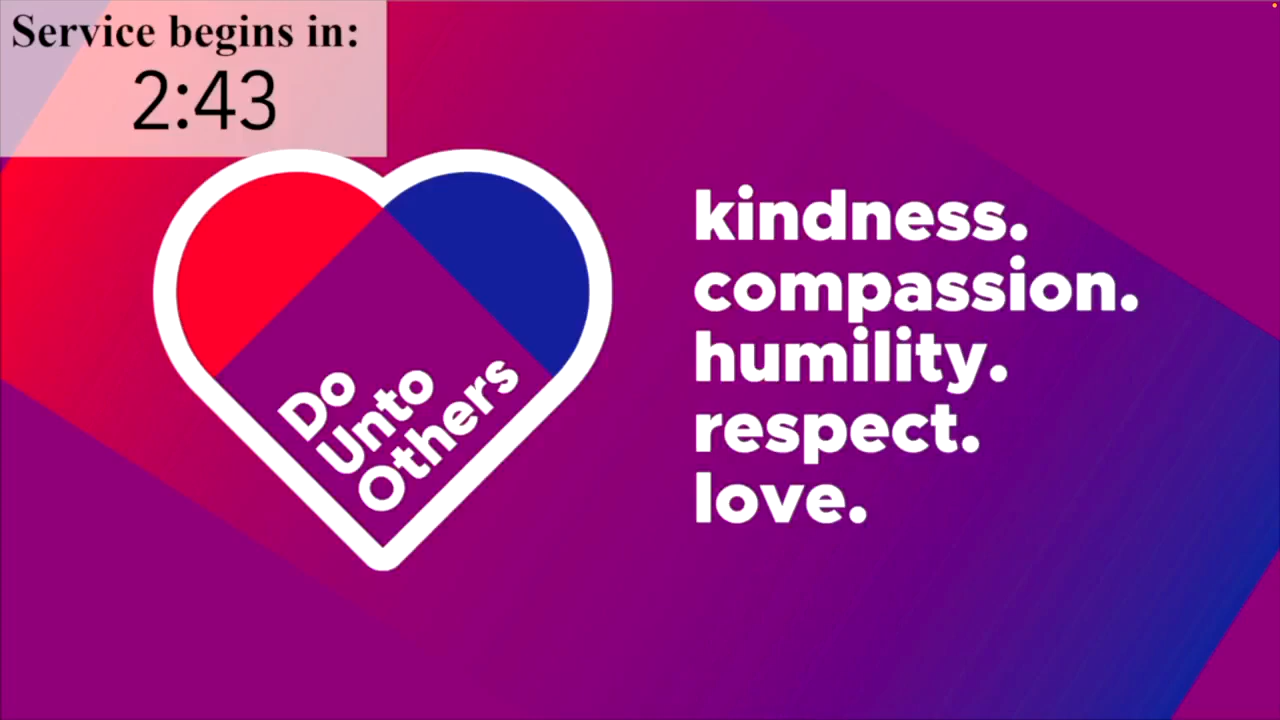 Service begins in:
2:43
Do
Unto
Others
kindness.
compassion.
humility.
respect.
love.